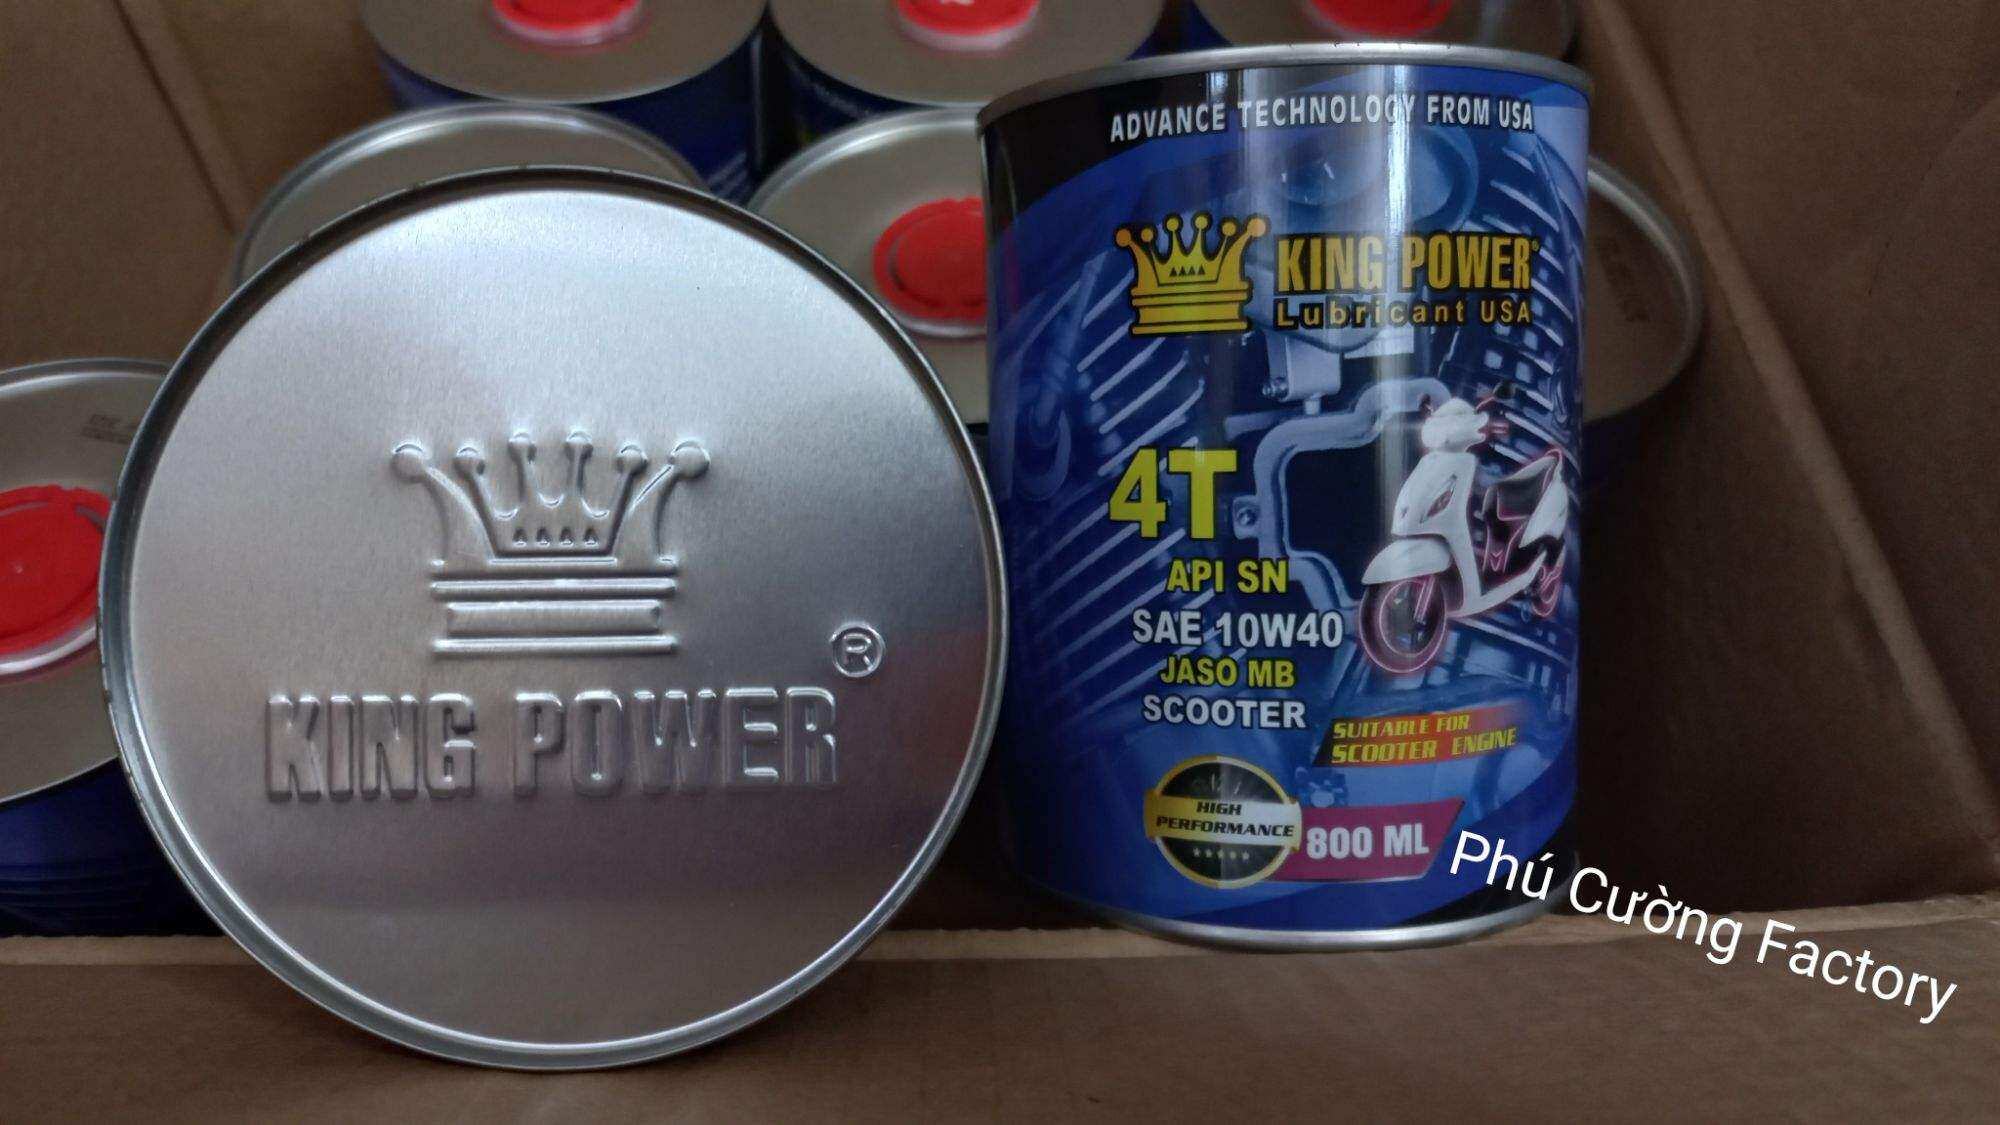 KING POWER
®
ADVANCE TECHNOLOGY FROM USA
KING POWER®
Lubricant USA
4T
API SN
SAE 10W40
JASO MB
SCOOTER
SUITABLE FOR
SCOOTER ENGINE
HIGH
PERFORMANCE
800 ML
Phú Cường Factory